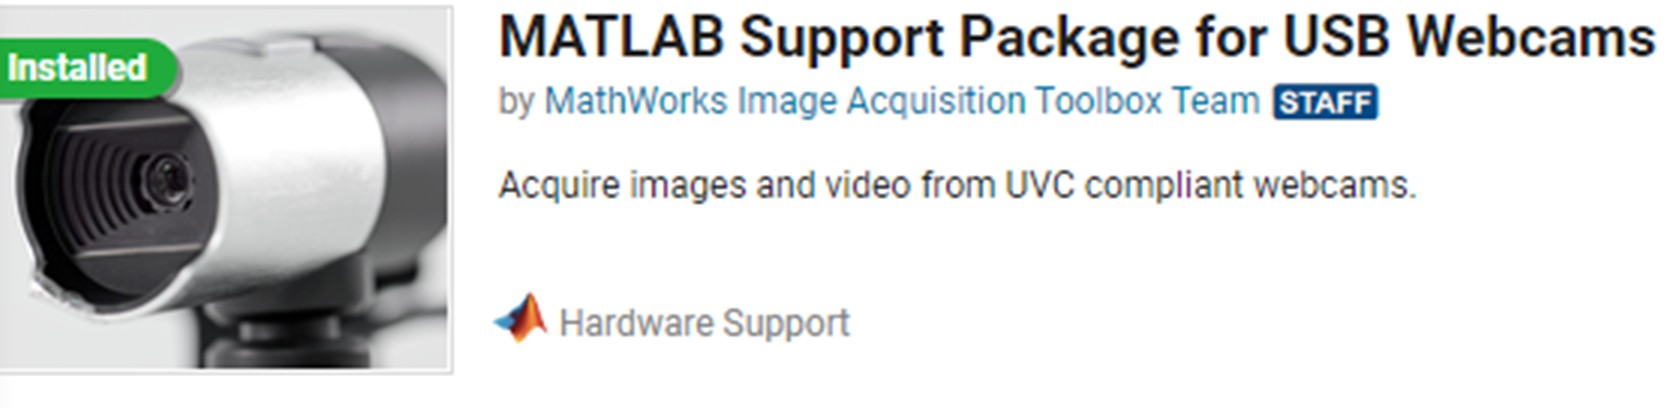 Installed
MATLAB Support Package for USB Webcams
by MathWorks Image Acquisition Toolbox Team STAFF
Acquire images and video from UVC compliant webcams.
Hardware Support